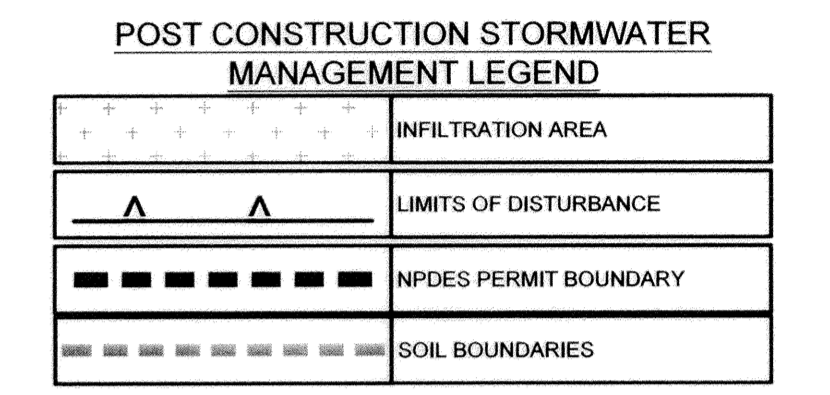 POST CONSTRUCTION STORMWATER
MANAGEMENT LEGEND
INFILTRATION AREA
LIMITS OF DISTURBANCE
NPDES PERMIT BOUNDARY
SOIL BOUNDARIES